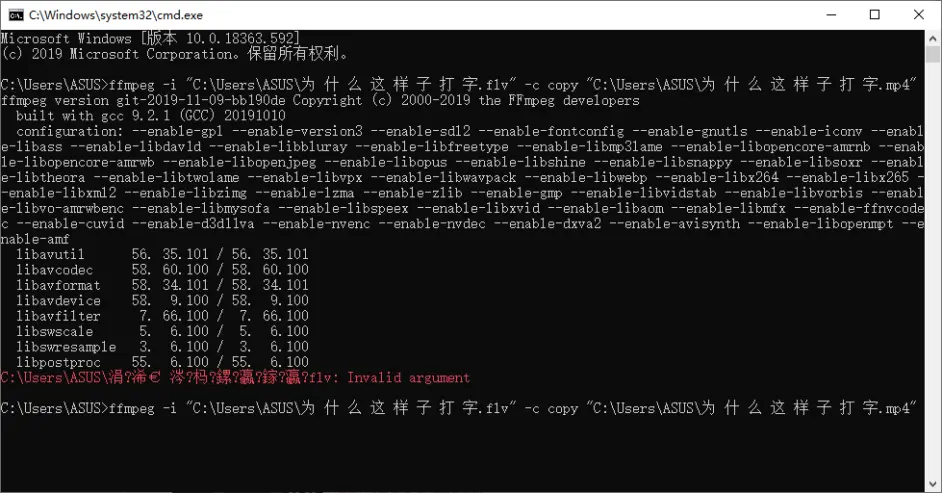 C:\Windows\system32\cmd.exe
Microsoft Windows [版本 10.0.18363.592]
(c) 2019 Microsoft Corporation。保留所有权利。
C:\Users\ASUS>ffmpeg -i "C:\Users\ASUS\为 什 么 这 样 子 打 字.flv" -c copy "C:\Users\ASUS\为 什 么 这 样 子 打 字.mp4"
ffmpeg version git-2019-11-09-bb190de Copyright (c) 2000-2019 the FFmpeg developers
built with gcc 9.2.1 (GCC) 20191010
configuration: --enable-gpl --enable-version3 --enable-sdl2 --enable-fontconfig --enable-gnutls --enable-iconv --enabl
e-libass --enable-libdav1d --enable-libbluray --enable-libfreetype --enable-libmp3lame --enable-libopencore-amrnb --enab
le-libopencore-amrwb --enable-libopenjpeg --enable-libopus --enable-libshine --enable-libsnappy --enable-libsoxr --enabl
e-libtheora --enable-libtwolame --enable-libvpx --enable-libwavpack --enable-libwebp --enable-libx264 --enable-libx265 -
-enable-libxml2 --enable-libzimg --enable-lzma --enable-zlib --enable-gmp --enable-libvidstab --enable-libvorbis --enabl
e-libvo-amrwbenc --enable-libmysofa --enable-libspeex --enable-libxvid --enable-libaom --enable-libmfx --enable-ffnvcode
c --enable-cuvid --enable-d3d11va --enable-nvenc --enable-nvdec --enable-dxva2 --enable-avisynth --enable-libopenmpt --e
nable-amf
libavutil 56. 35.101 / 56. 35.101
libavcodec 58. 60.100 / 58. 60.100
libavformat 58. 34.101 / 58. 34.101
libavdevice 58. 9.100 / 58. 9.100
libavfilter 7. 66.100 / 7. 66.100
libswscale 5. 6.100 / 5. 6.100
libswresample 3. 6.100 / 3. 6.100
libpostproc 55. 6.100 / 55. 6.100
C:\Users\ASUS\涓?浠€ Invalid argument
C:\Users\ASUS>ffmpeg -i "C:\Users\ASUS\为 什 么 这 样 子 打 字.flv" -c copy "C:\Users\ASUS\为 什 么 这 样 子 打 字.mp4"